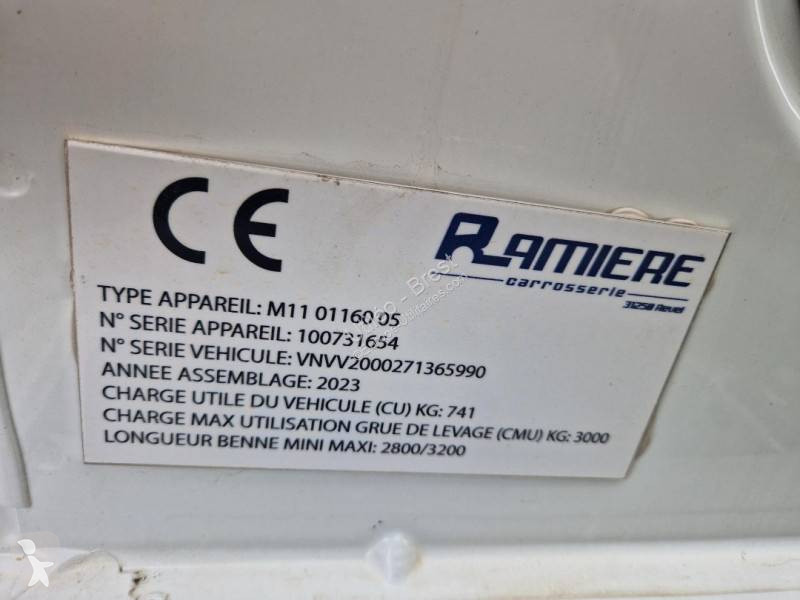 CE
RAMIERE
carrosserie
31250 Revel
TYPE APPAREIL: M11 01160 05
N° SERIE APPAREIL: 100731654
N° SERIE VEHICULE: VNVV2000271365990
ANNEE ASSEMBLAGE: 2023
CHARGE UTILE DU VEHICULE (CU) KG: 741
CHARGE MAX UTILISATION GRUE DE LEVAGE (CMU) KG: 3000
LONGUEUR BENNE MINI MAXI: 2800/3200